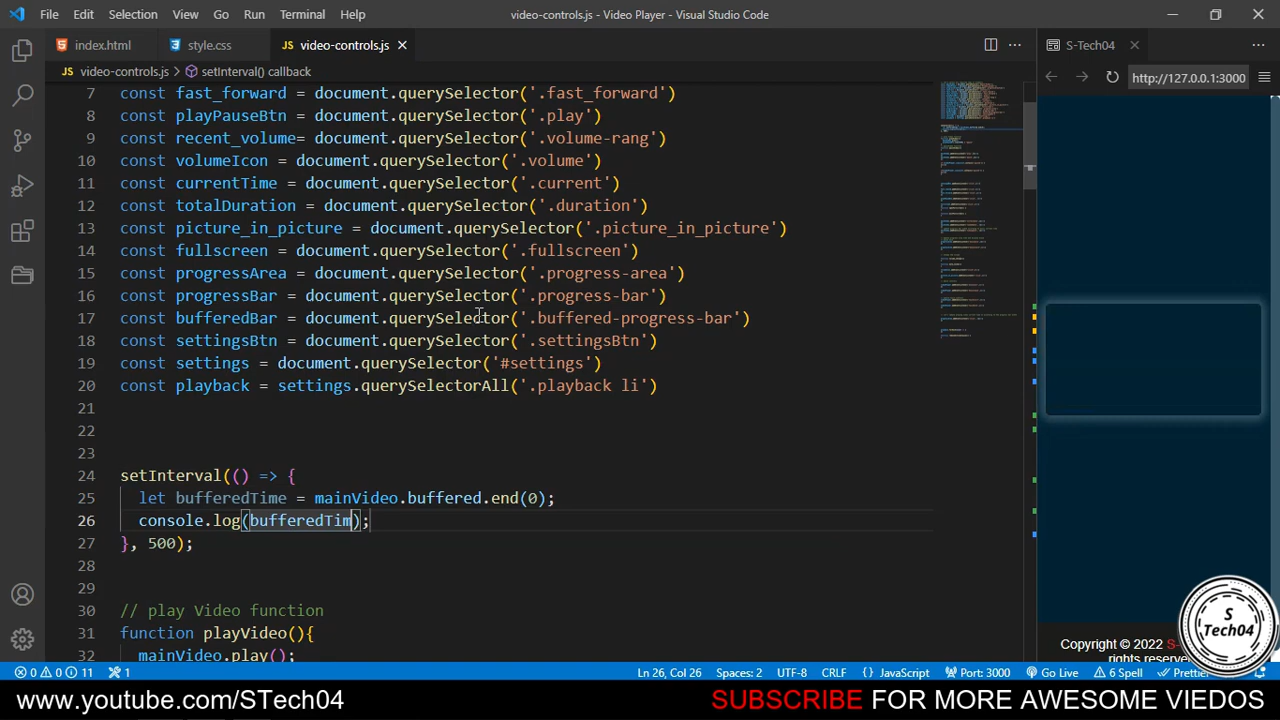 File Edit Selection View Go Run Terminal Help
video-controls.js - Video Player - Visual Studio Code
index.html
style.css
JS video-controls.js
S-Tech04
JS video-controls.js > setInterval() callback
http://127.0.0.1:3000
7 const fast_forward = document.querySelector('.fast_forward')
8 const playPauseBtn = document.querySelector('.play')
9 const recent_volume= document.querySelector('.volume-rang')
10 const volumeIcon = document.querySelector('.volume')
11 const currentTime = document.querySelector('.current')
12 const totalDuration = document.querySelector('.duration')
13 const picture_in_picture = document.querySelector('.picture_in_picture')
14 const fullscreen = document.querySelector('.fullscreen')
15 const progressArea = document.querySelector('.progress-area')
16 const progressBar = document.querySelector('.progress-bar')
17 const bufferedBar = document.querySelector('.buffered-progress-bar')
18 const settingsBtn = document.querySelector('.settingsBtn')
19 const settings = document.querySelector('#settings')
20 const playback = settings.querySelectorAll('.playback li')
21
22
23
24 setInterval(() => {
25 let bufferedTime = mainVideo.buffered.end(0);
26 console.log(bufferedTim);
27 }, 500);
28
29
30 // play Video function
31 function playVideo(){
32 mainVideo.play();
Copyright © 2022 S-
rights reserved
S
Tech04
0 0 11 1
Ln 26, Col 26 Spaces: 2 UTF-8 CRLF {} JavaScript Port: 3000 Go Live 6 Spell Prettier
www.youtube.com/STech04
SUBSCRIBE FOR MORE AWESOME VIEDOS